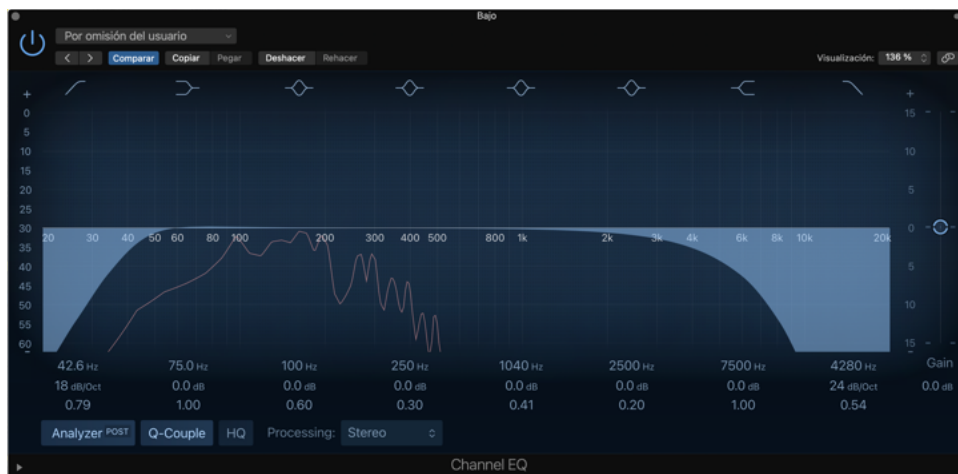 Bajo
Por omisión del usuario
Comparar Copiar Pegar Deshacer Rehacer Visualización: 136 %
+ +
0 15
5
10 10
15
20 5
25
30 20 30 40 50 60 80 100 200 300 400 500 800 1k 2k 3k 4k 6k 8k 10k 20k 0
35
40 5
45
50 10
55
60 15
- -
42.6 Hz 75.0 Hz 100 Hz 250 Hz 1040 Hz 2500 Hz 7500 Hz 4280 Hz Gain
18 dB/Oct 0.0 dB 0.0 dB 0.0 dB 0.0 dB 0.0 dB 0.0 dB 24 dB/Oct 0.0 dB
0.79 1.00 0.60 0.30 0.41 0.20 1.00 0.54
Analyzer POST Q-Couple HQ Processing: Stereo
Channel EQ